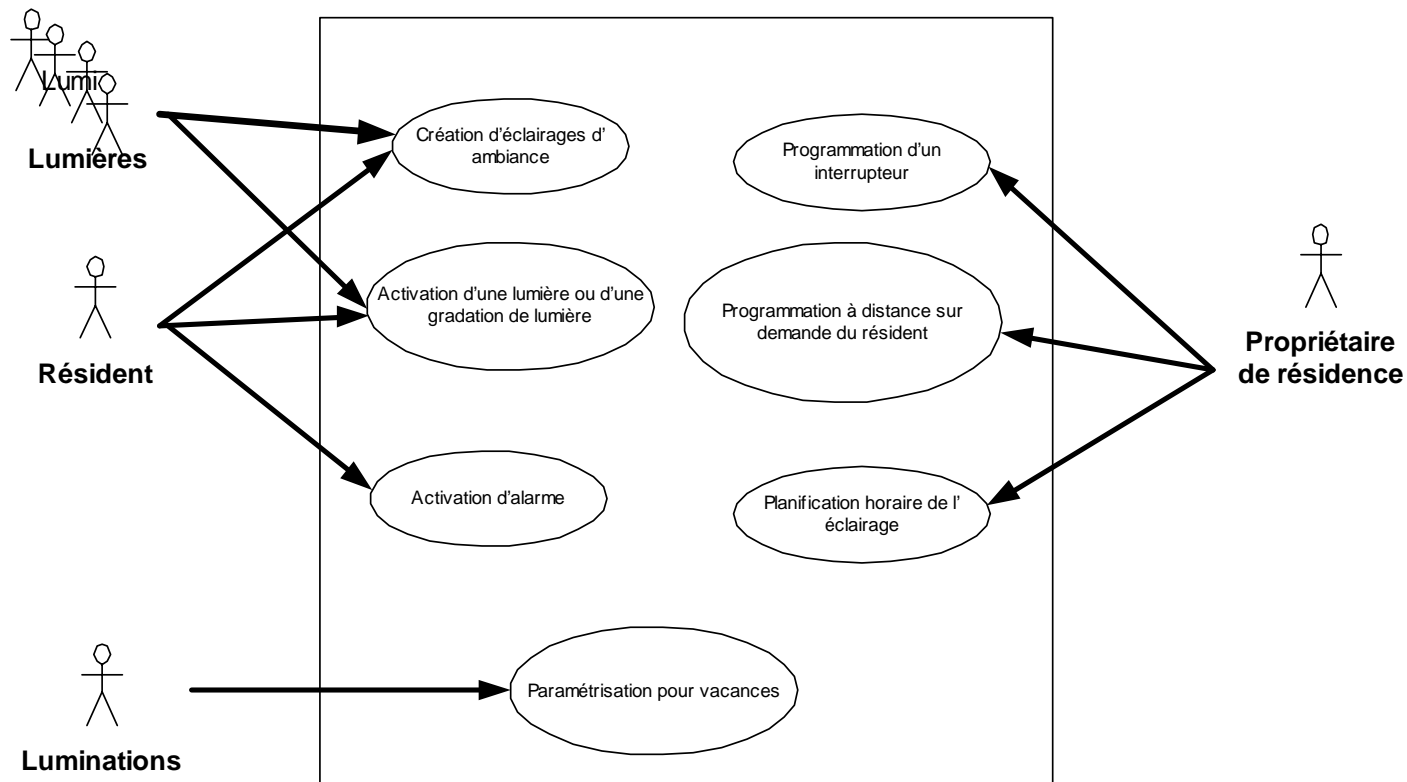 Lumi
Lumières
Création d'éclairages d'
ambiance
Programmation d'un
interrupteur
Résident
Activation d'une lumière ou d'une
gradation de lumière
Programmation à distance sur
demande du résident
Propriétaire
de résidence
Activation d'alarme
Planification horaire de l'
éclairage
Luminations
Paramétrisation pour vacances